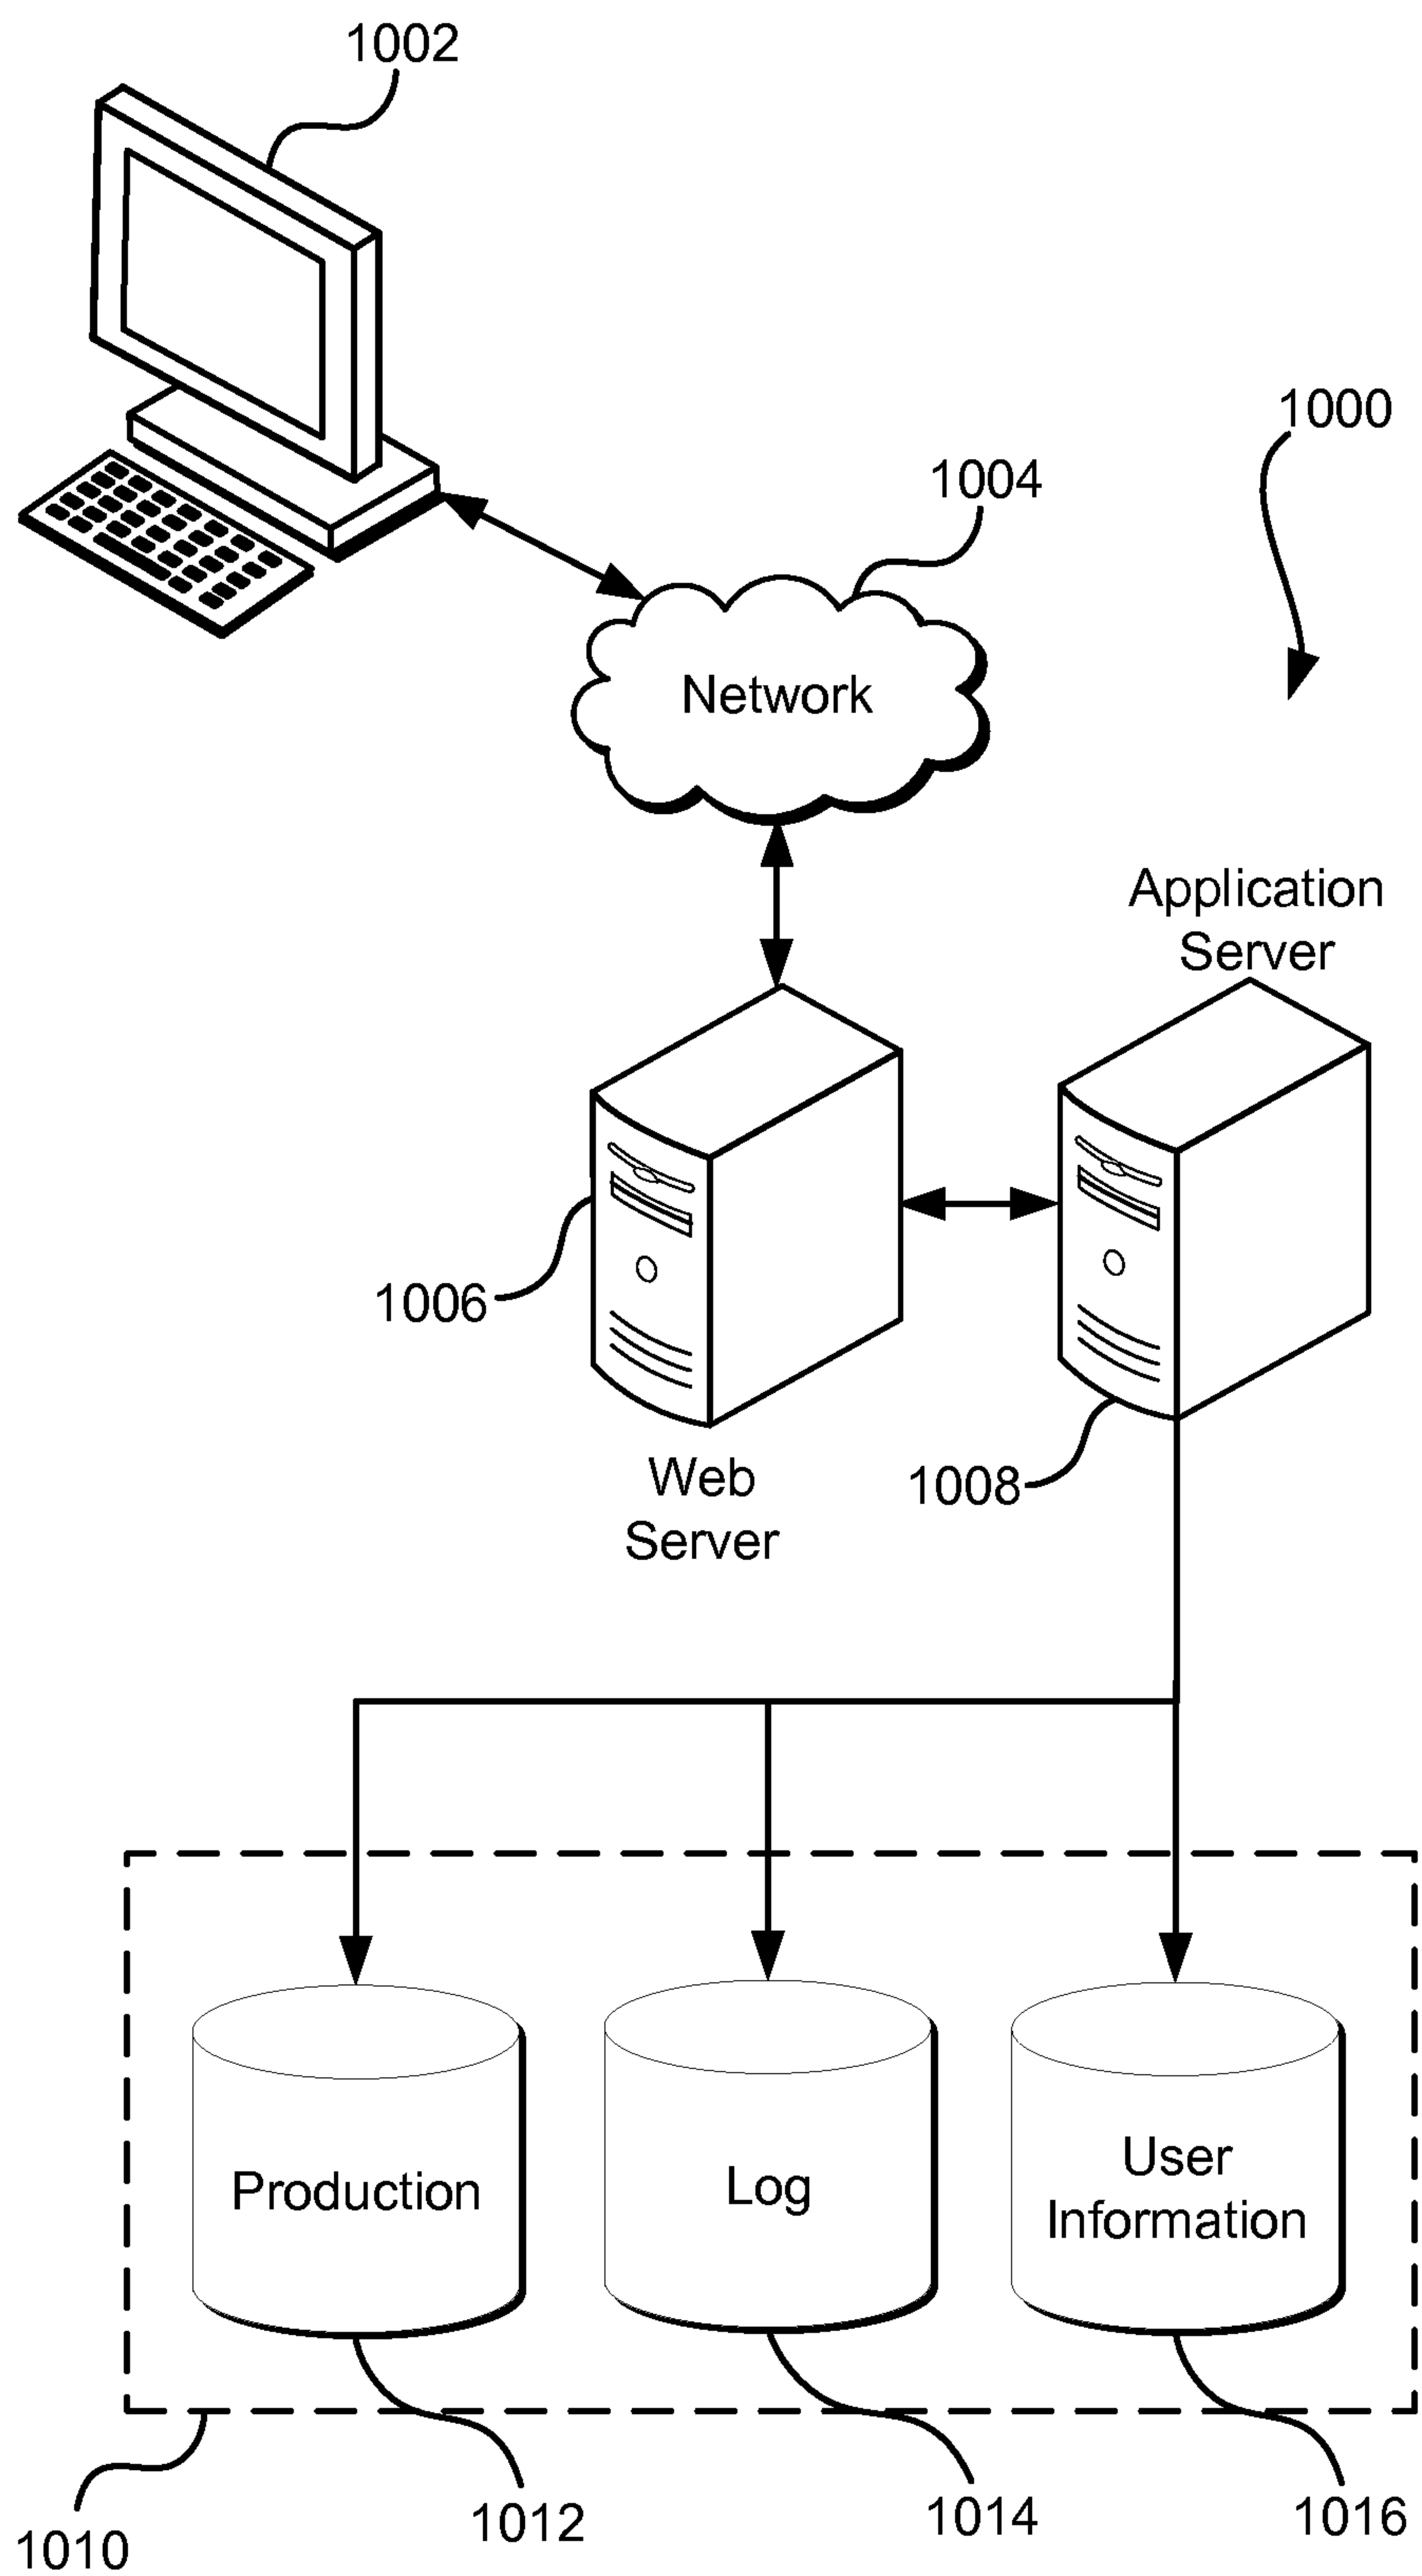 1002
1000
1004
Network
Application
Server
1006
1008
Web
Server
Production
Log
User
Information
1010
1012
1014
1016